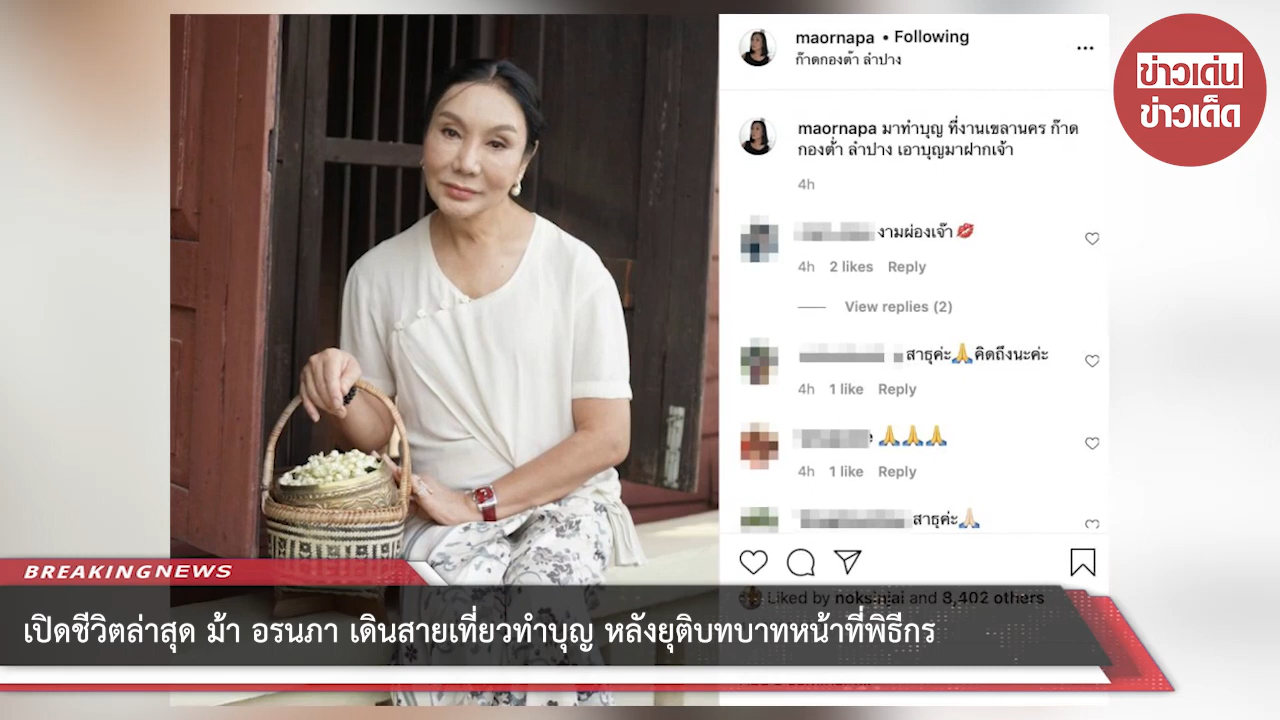 maornapa • Following
ก๊าดกองต้า ลำปาง
ข่าวเด่น
ข่าวเด็ด
maornapa มาทำบุญ ที่งานเขลานคร ก๊าด
กองต้่า ลำปาง เอาบุญมาฝากเจ้า
4h
งามผ่องเจ๊า💋
4h 2 likes Reply
View replies (2)
สาธุค่ะ🙏คิดถึงนะค่ะ
4h 1 like Reply
🙏🙏🙏
4h 1 like Reply
สาธุค่ะ🙏🏻
Liked by noksinjai and 8,402 others
BREAKING NEWS
เปิดชีวิตล่าสุด ม้า อรนภา เดินสายเที่ยวทำบุญ หลังยุติบทบาทหน้าที่พิธีกร